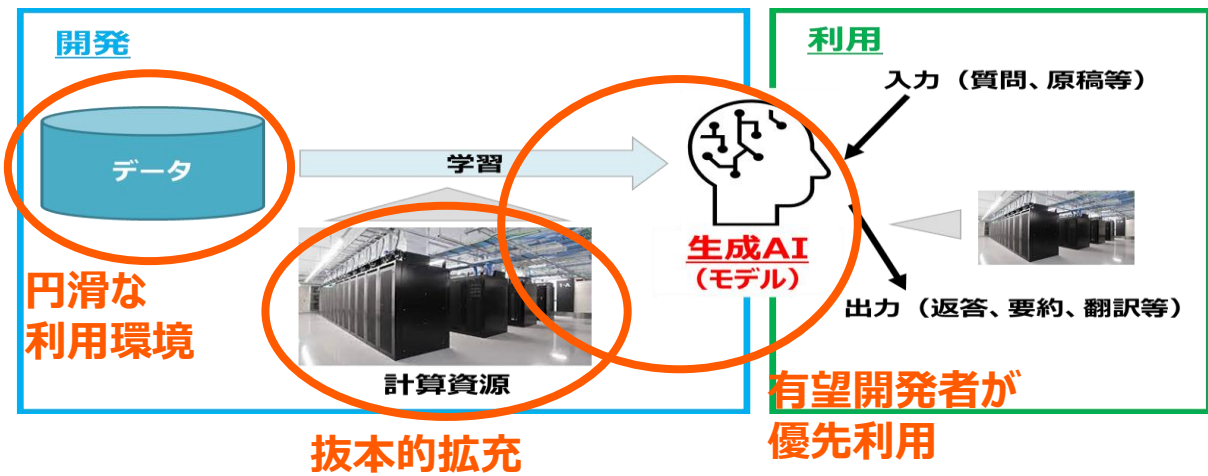 開発
データ
学習
計算資源
円滑な
利用環境
抜本的拡充
生成AI
(モデル)
利用
入力（質問、原稿等）
出力（返答、要約、翻訳等）
有望開発者が
優先利用